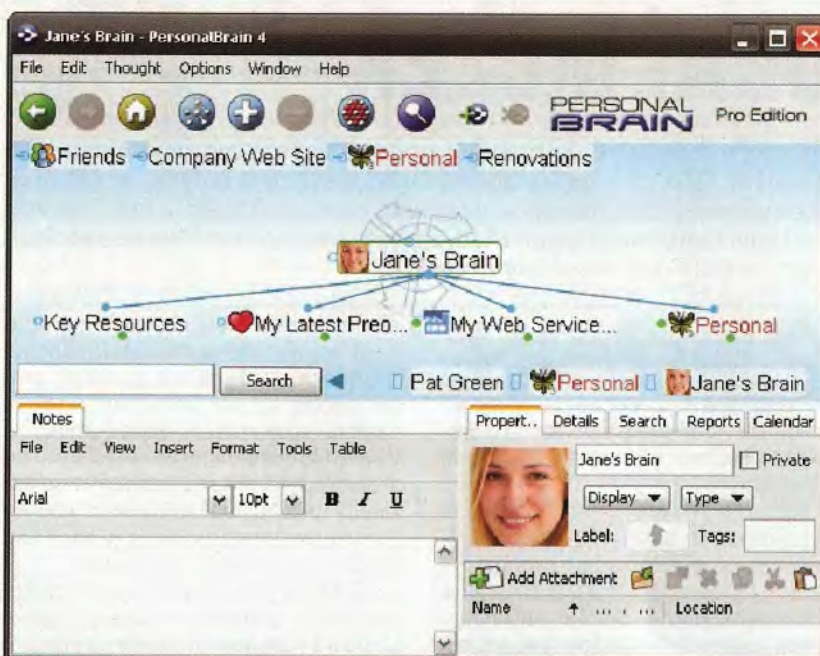 Jane's Brain - PersonalBrain 4
File Edit Thought Options Window Help
PERSONAL BRAIN Pro Edition
Friends Company Web Site Personal Renovations
Jane's Brain
Key Resources My Latest Preo... My Web Service... Personal
Search Pat Green Personal Jane's Brain
Notes
File Edit View Insert Format Tools Table
Arial 10pt B I U
Propert.. Details Search Reports Calendar
Jane's Brain Private
Display Type
Label: Tags:
Add Attachment
Name ... . ... Location